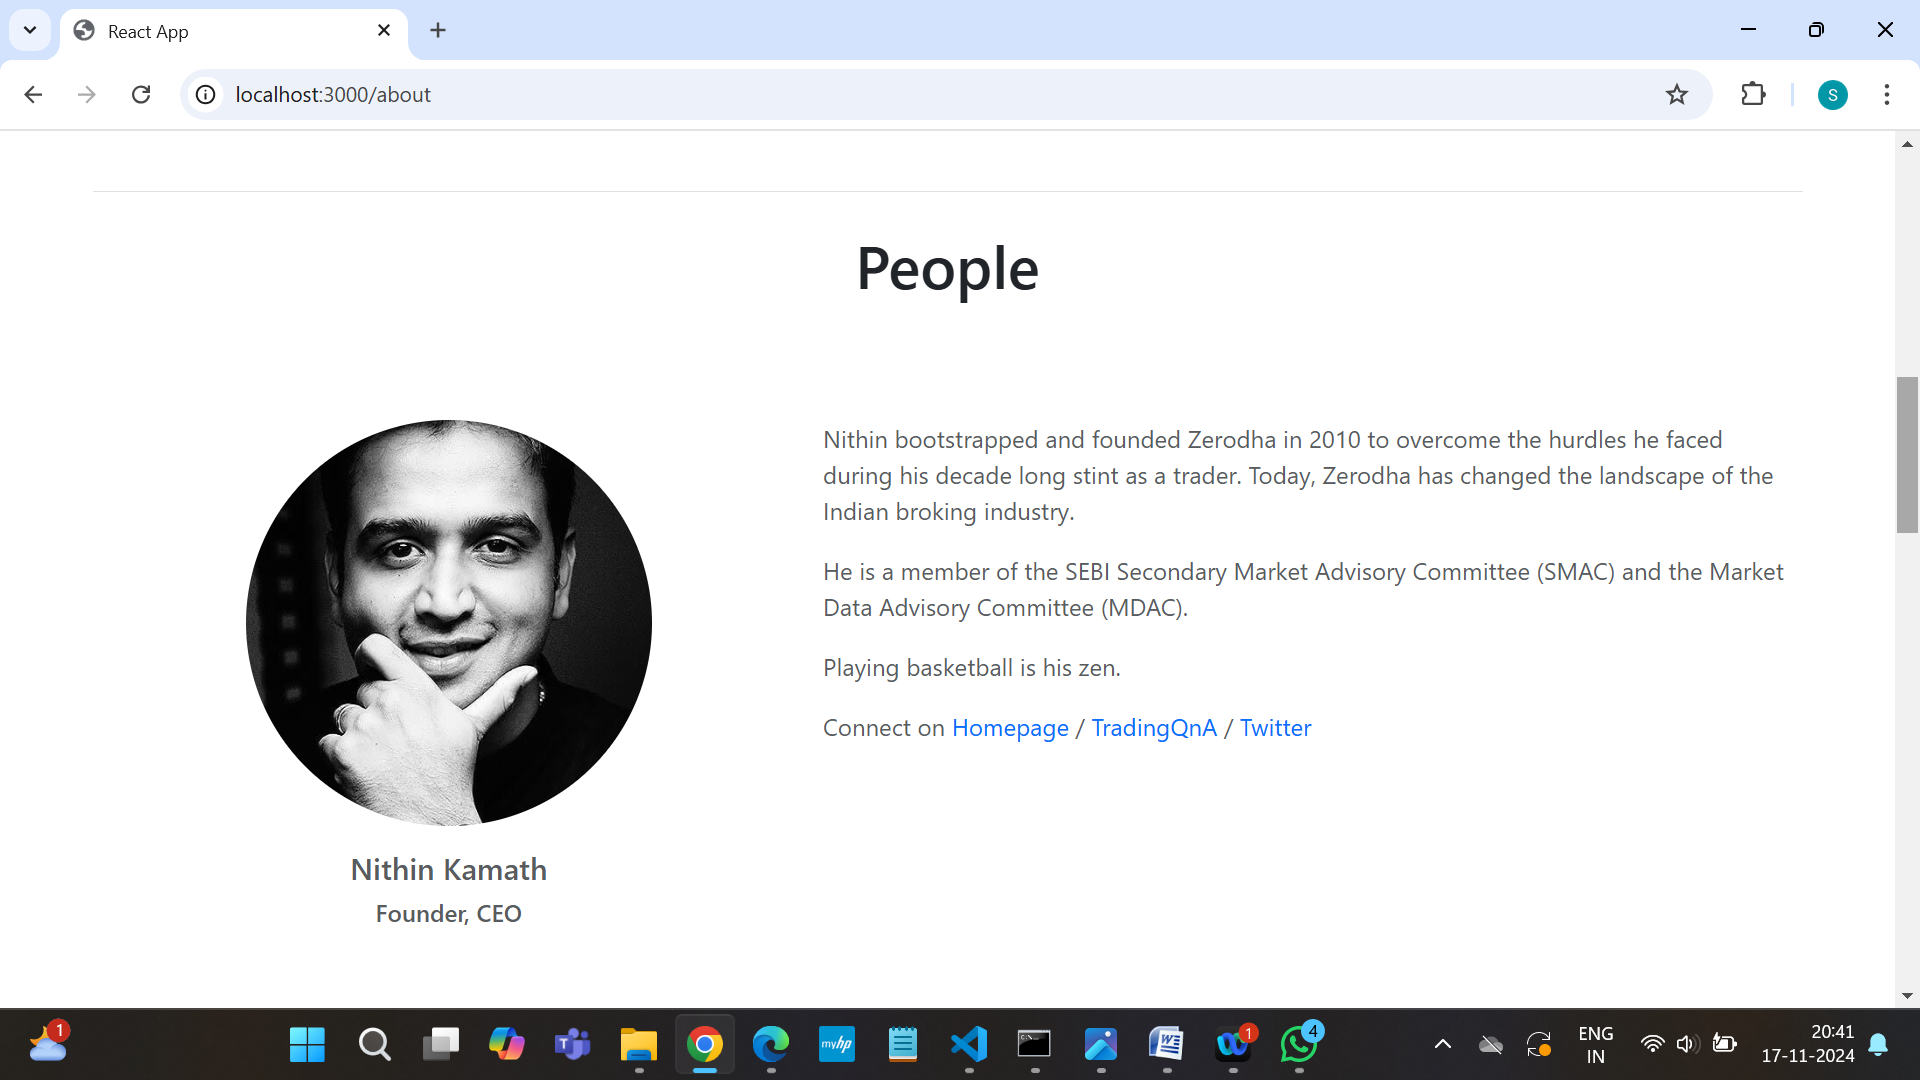 React App
localhost:3000/about
S
People
Nithin bootstrapped and founded Zerodha in 2010 to overcome the hurdles he faced
during his decade long stint as a trader. Today, Zerodha has changed the landscape of the
Indian broking industry.
He is a member of the SEBI Secondary Market Advisory Committee (SMAC) and the Market
Data Advisory Committee (MDAC).
Playing basketball is his zen.
Connect on Homepage / TradingQnA / Twitter
Nithin Kamath
Founder, CEO
1
myhp
1
4
ENG
IN
20:41
17-11-2024